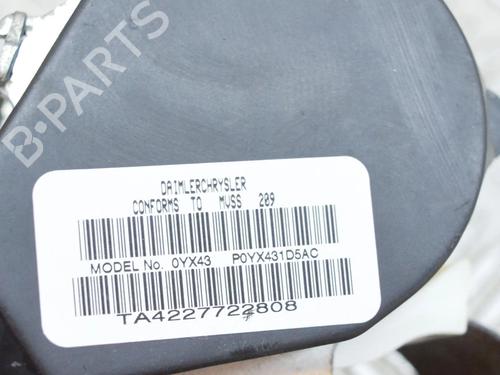 B-PARTS
DAIMLERCHRYSLER
CONFORMS TO MVSS 209
MODEL No. 0YX43 P0YX431D5AC
TA4227722808